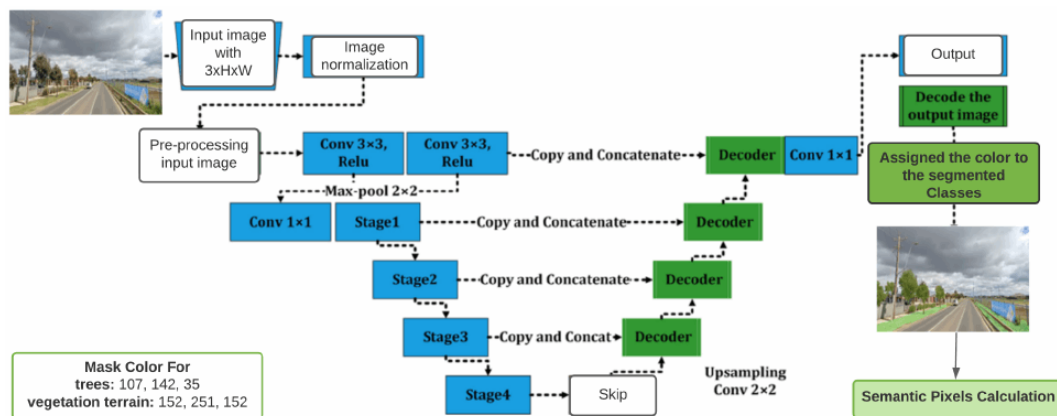 Input image
with
3xHxW
Image
normalization
Output
Decode the
output image
Pre-processing
input image
Conv 3×3,
Relu
Conv 3×3,
Relu
Copy and Concatenate
Decoder
Conv 1×1
Assigned the color to
the segmented
Classes
Max-pool 2×2
Conv 1×1
Stage1
Copy and Concatenate
Decoder
Stage2
Copy and Concatenate
Decoder
Stage3
Copy and Concat
Decoder
Mask Color For
trees: 107, 142, 35
vegetation terrain: 152, 251, 152
Stage4
Skip
Upsampling
Conv 2×2
Semantic Pixels Calculation